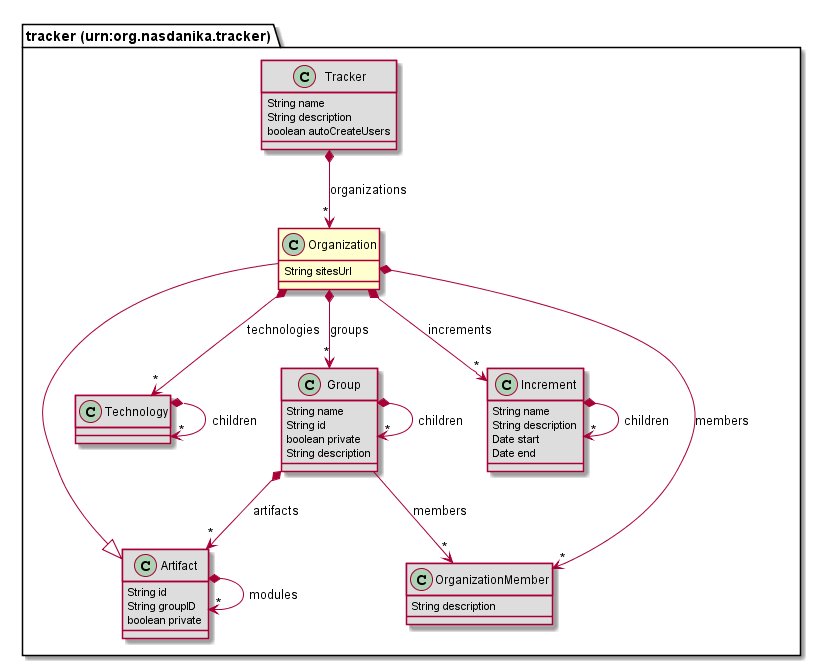 tracker (urn:org.nasdanika.tracker)
C Tracker
String name
String description
boolean autoCreateUsers
organizations
*
C Organization
String sitesUrl
technologies
groups
increments
*
*
*
C Technology
children
*
C Group
String name
String id
boolean private
String description
children
*
C Increment
String name
String description
Date start
Date end
children
*
members
artifacts
members
*
*
*
C Artifact
String id
String groupID
boolean private
modules
*
C OrganizationMember
String description